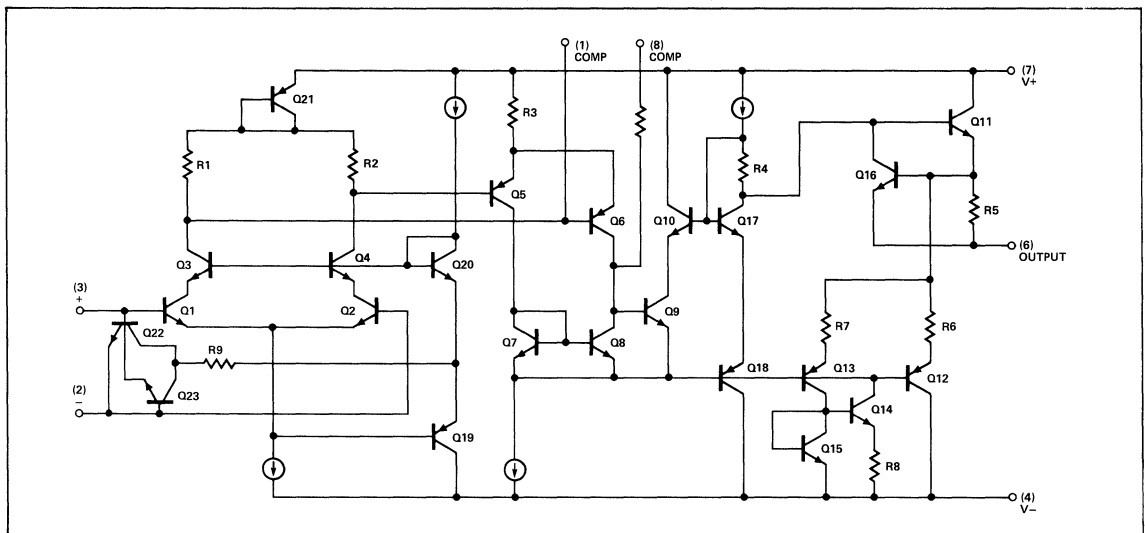 (1)
COMP
(8)
COMP
(7)
V+
Q21
R3
Q11
R1
R2
R4
Q16
Q5
R5
Q6
Q10
Q17
(6)
OUTPUT
Q3
Q4
Q20
(3)
+
Q1
Q2
Q9
Q22
R7
R6
R9
Q7
Q8
Q18
Q13
Q12
(2)
−
Q23
Q14
Q19
Q15
R8
(4)
V−